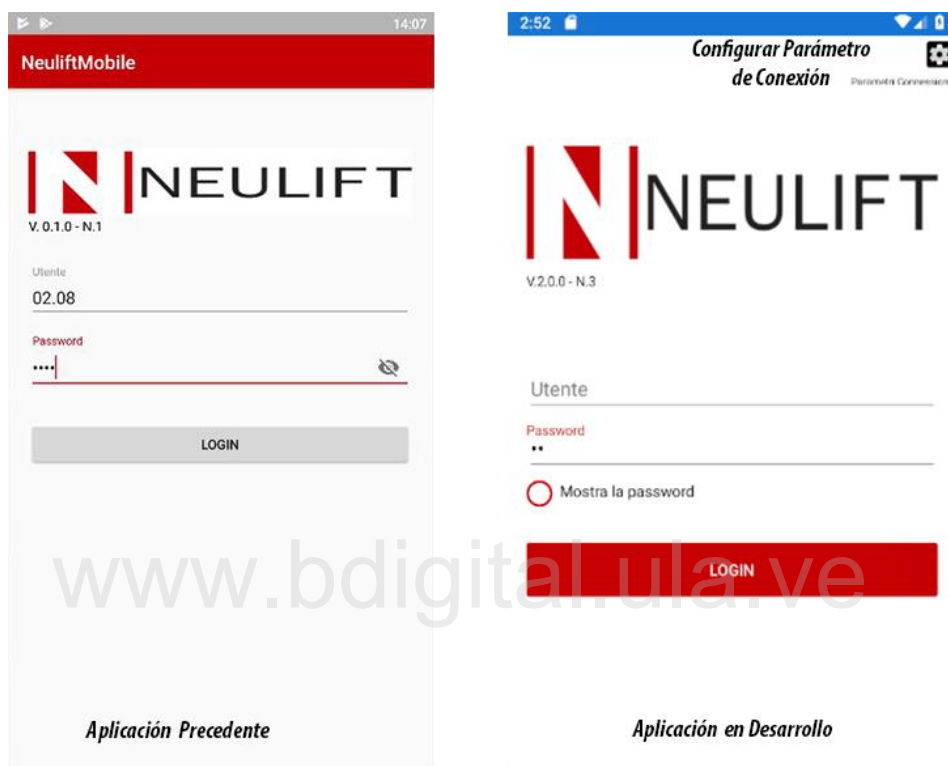 14:07
NeuliftMobile
NEULIFT
V. 0.1.0 - N.1
Utente
02.08
Password
••••
LOGIN
Aplicación Precedente
2:52
Configurar Parámetro
de Conexión
Parametri Connession
NEULIFT
V.2.0.0 - N.3
Utente
Password
••
Mostra la password
LOGIN
Aplicación en Desarrollo
www.bdigital.ula.ve